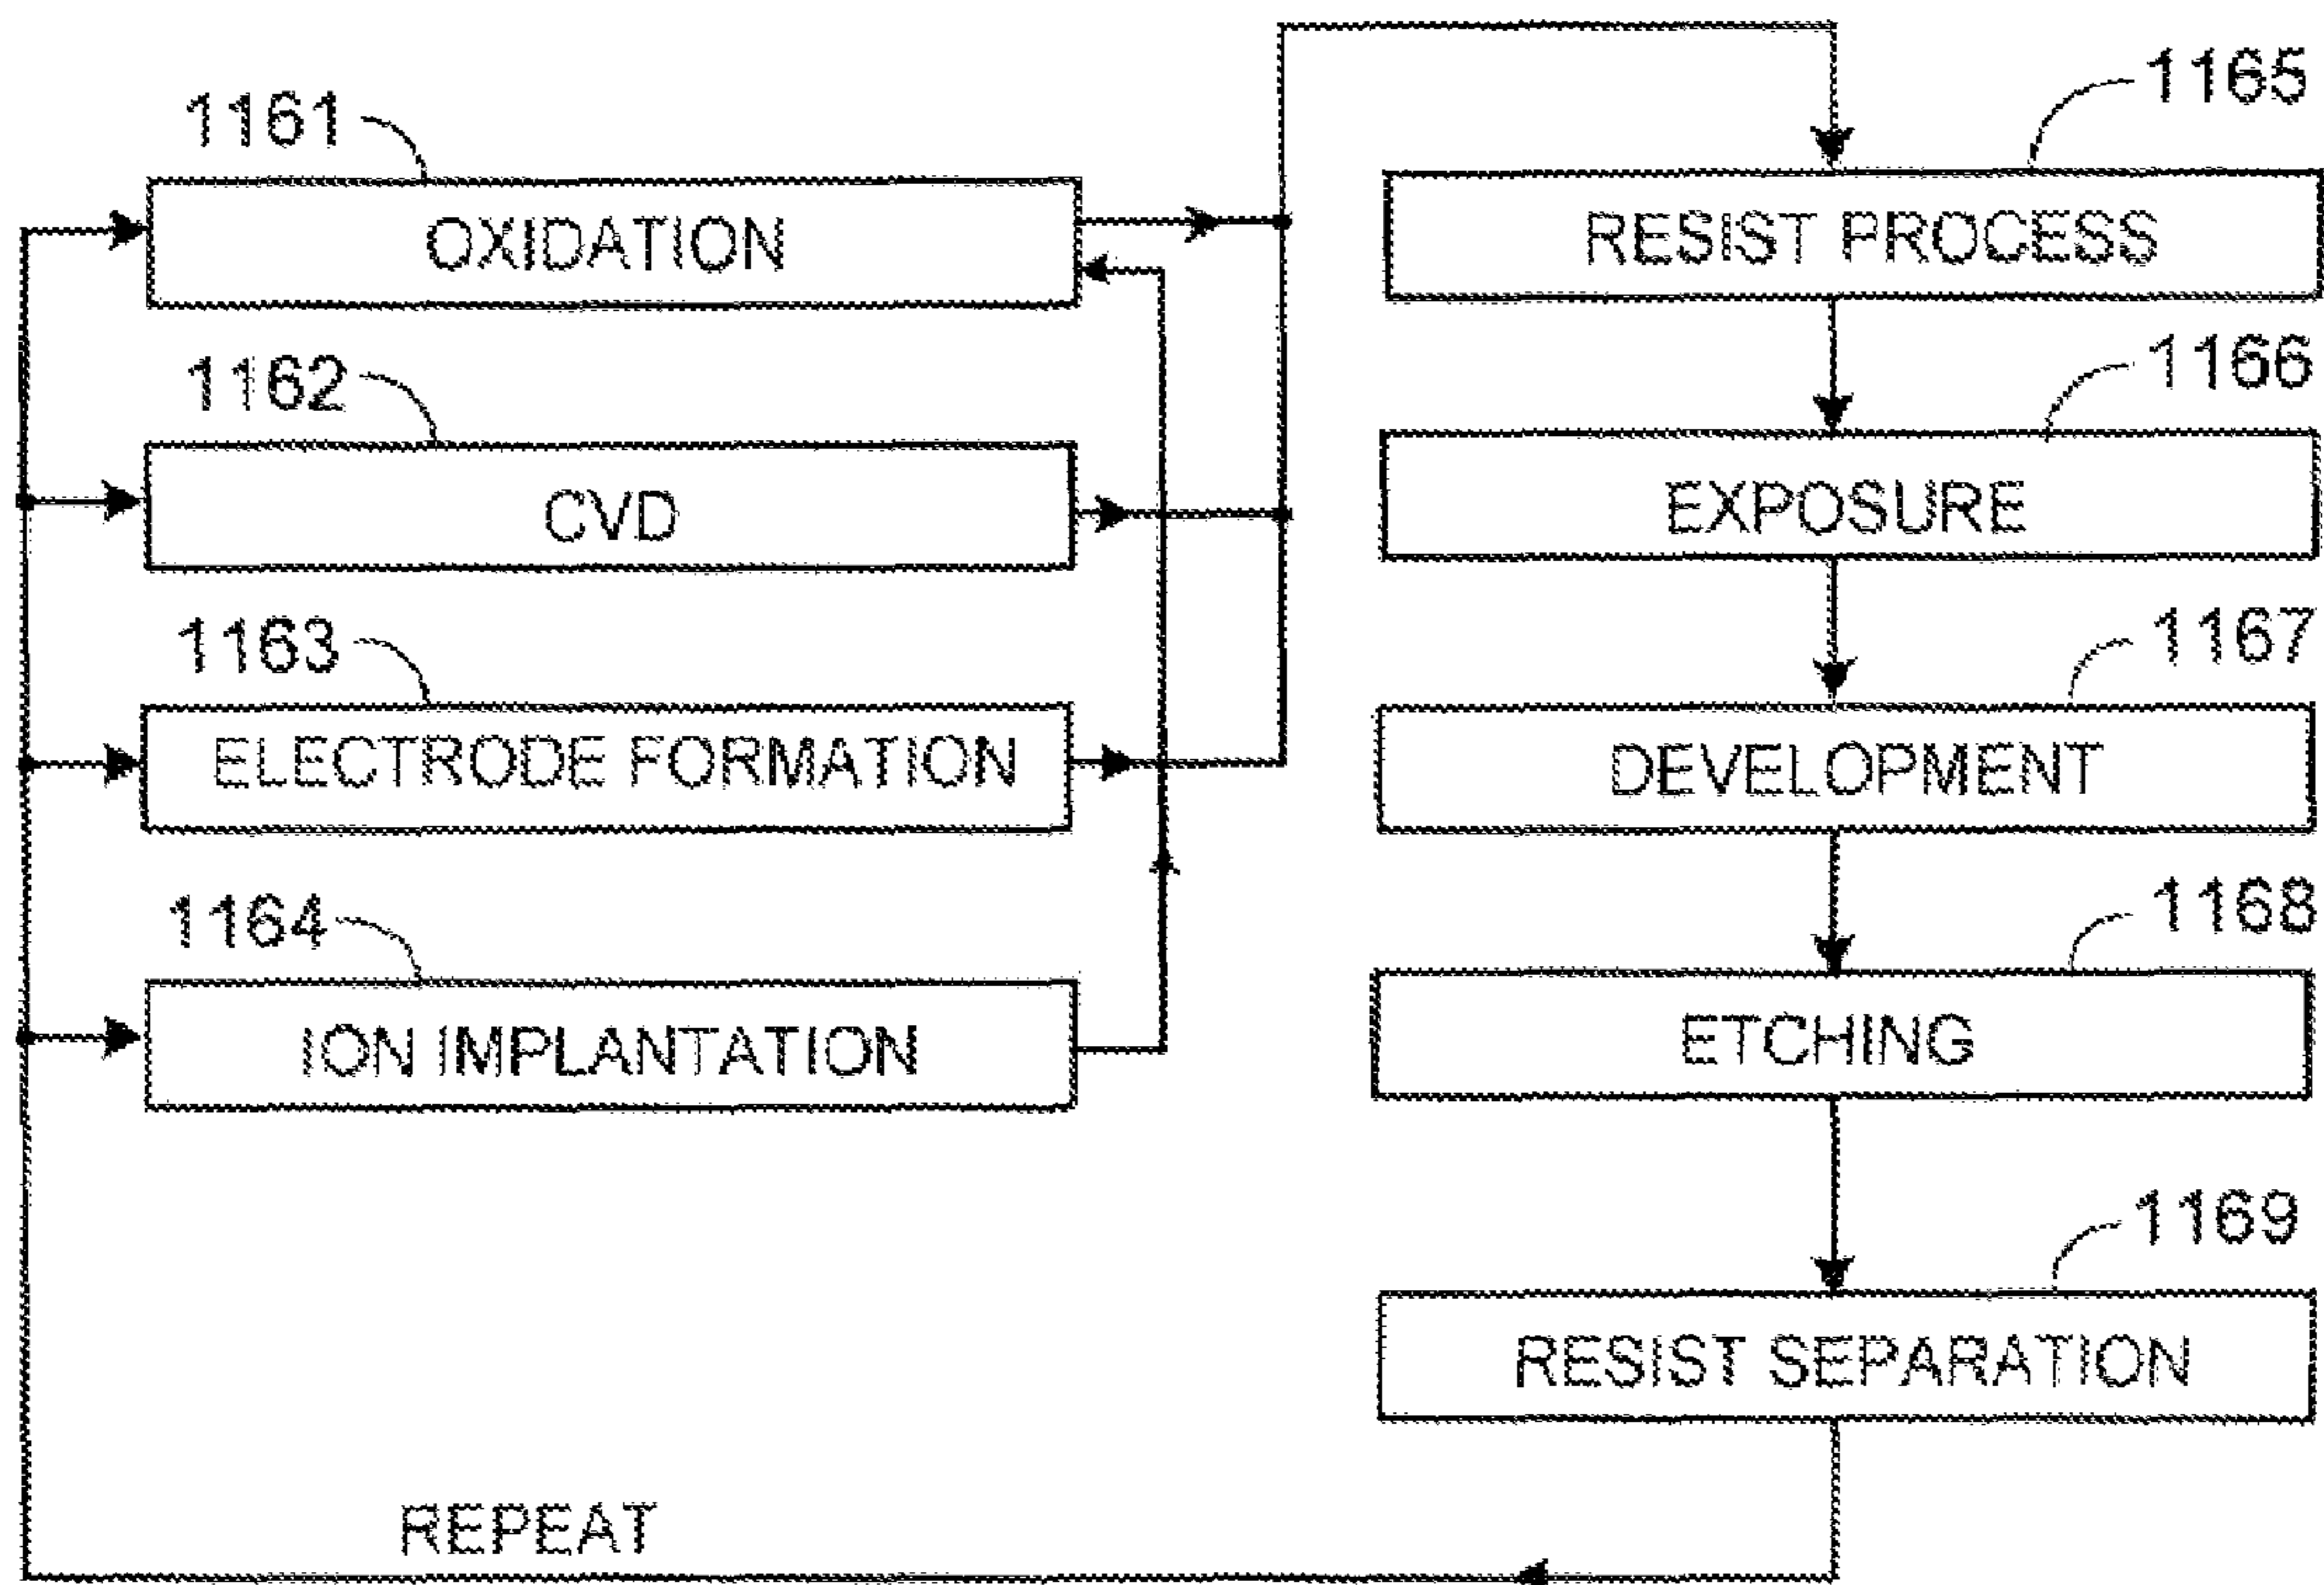 1161
OXIDATION
1162
CVD
1163
ELECTRODE FORMATION
1164
ION IMPLANTATION
1165
RESIST PROCESS
1166
EXPOSURE
1167
DEVELOPMENT
1168
ETCHING
1169
RESIST SEPARATION
REPEAT